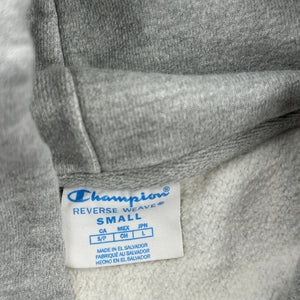 Champion
REVERSE WEAVE®
SMALL
CA MEX JPN
S/P CH L
MADE IN EL SALVADOR
FABRIQUÉ AU SALVADOR
HECHO EN EL SALVADOR